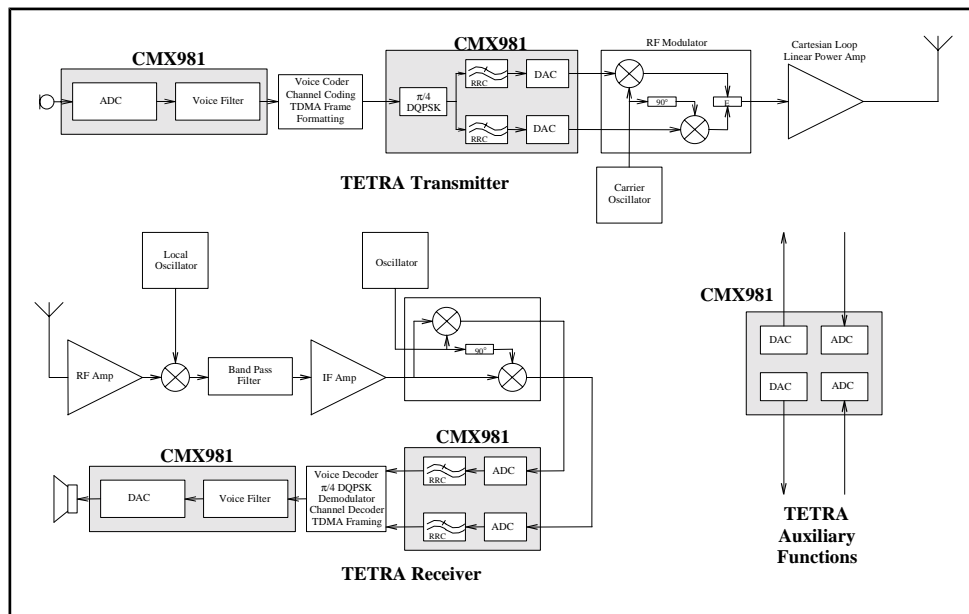 CMX981
ADC
Voice Filter
Voice Coder
Channel Coding
TDMA Frame
Formatting
CMX981
π/4
DQPSK
RRC
DAC
RRC
DAC
RF Modulator
90°
Σ
Carrier
Oscillator
Cartesian Loop
Linear Power Amp
TETRA Transmitter
Local
Oscillator
Oscillator
RF Amp
Band Pass
Filter
IF Amp
90°
CMX981
DAC
ADC
DAC
ADC
TETRA
Auxiliary
Functions
CMX981
DAC
Voice Filter
Voice Decoder
π/4 DQPSK
Demodulator
Channel Decoder
TDMA Framing
CMX981
RRC
ADC
RRC
ADC
TETRA Receiver